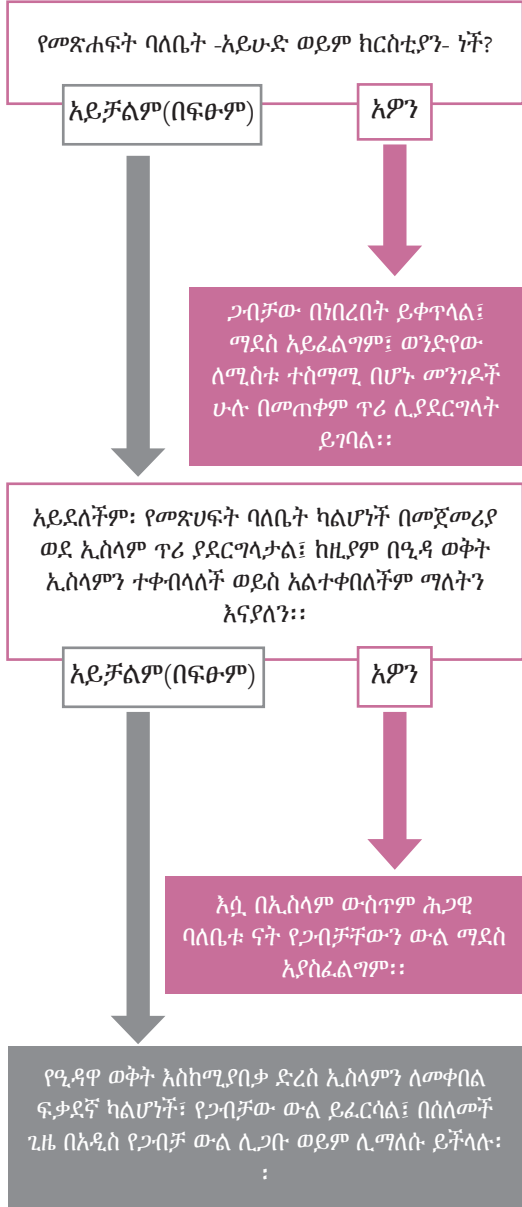 የመጽሐፍት ባለቤት -አይሁድ ወይም ክርስቲያን- ነች?
አይቻልም(በፍፁም)
አዎን
ጋብቻው በነበረበት ይቀጥላል፤
ማደስ አይፈልግም፤ ወንድየው
ለሚስቱ ተስማሚ በሆኑ መንገዶች
ሁሉ በመጠቀም ጥሪ ሊያደርግላት
ይገባል፡፡
አይደለችም፡ የመጽሀፍት ባለቤት ካልሆነች በመጀመሪያ
ወደ ኢስላም ጥሪ ያደርግላታል፤ ከዚያም በዒዳ ወቅት
ኢስላምን ተቀብላለች ወይስ አልተቀበለችም ማለትን
እናያለን፡፡
አይቻልም(በፍፁም)
አዎን
እሷ በኢስላም ውስጥም ሕጋዊ
ባለቤቱ ናት የጋብቻቸውን ውል ማደስ
አያስፈልግም፡፡
የዒዳዋ ወቅት እስከሚያበቃ ድረስ ኢስላምን ለመቀበል
ፍቃደኛ ካልሆነች፣ የጋብቻው ውል ይፈርሳል፤ በሰለመች
ጊዜ በአዲስ የጋብቻ ውል ሊጋቡ ወይም ሊማለሱ ይችላሉ፡
፡